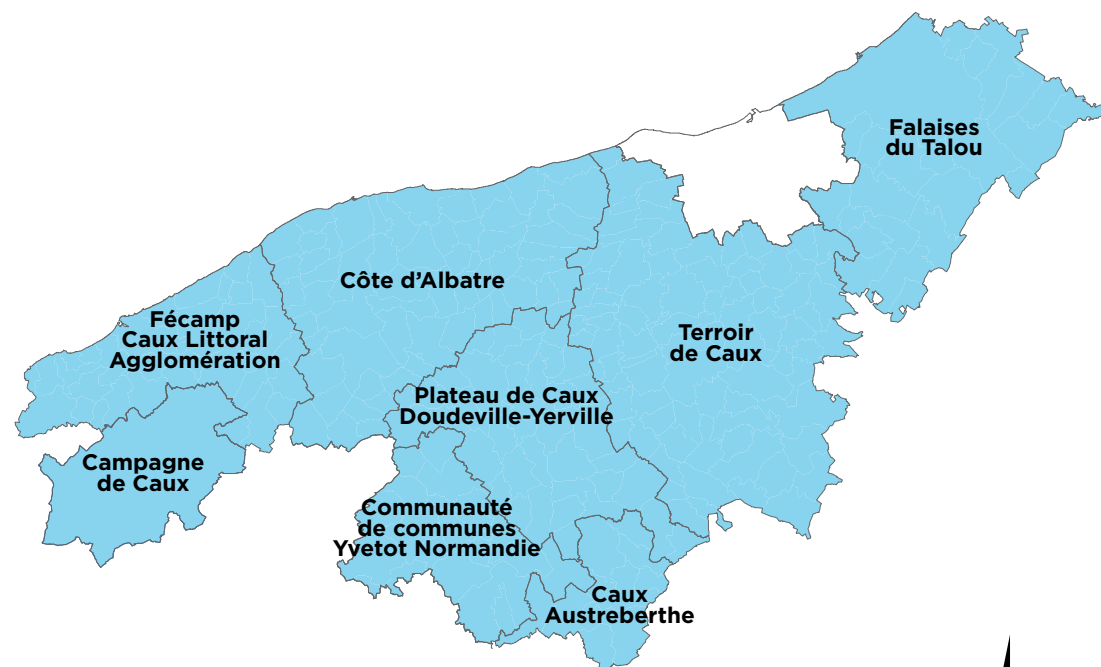 Falaises
du Talou
Côte d'Albatre
Fécamp
Caux Littoral
Agglomération
Terroir
de Caux
Plateau de Caux
Doudeville-Yerville
Campagne
de Caux
Communauté
de communes
Yvetot Normandie
Caux
Austreberthe